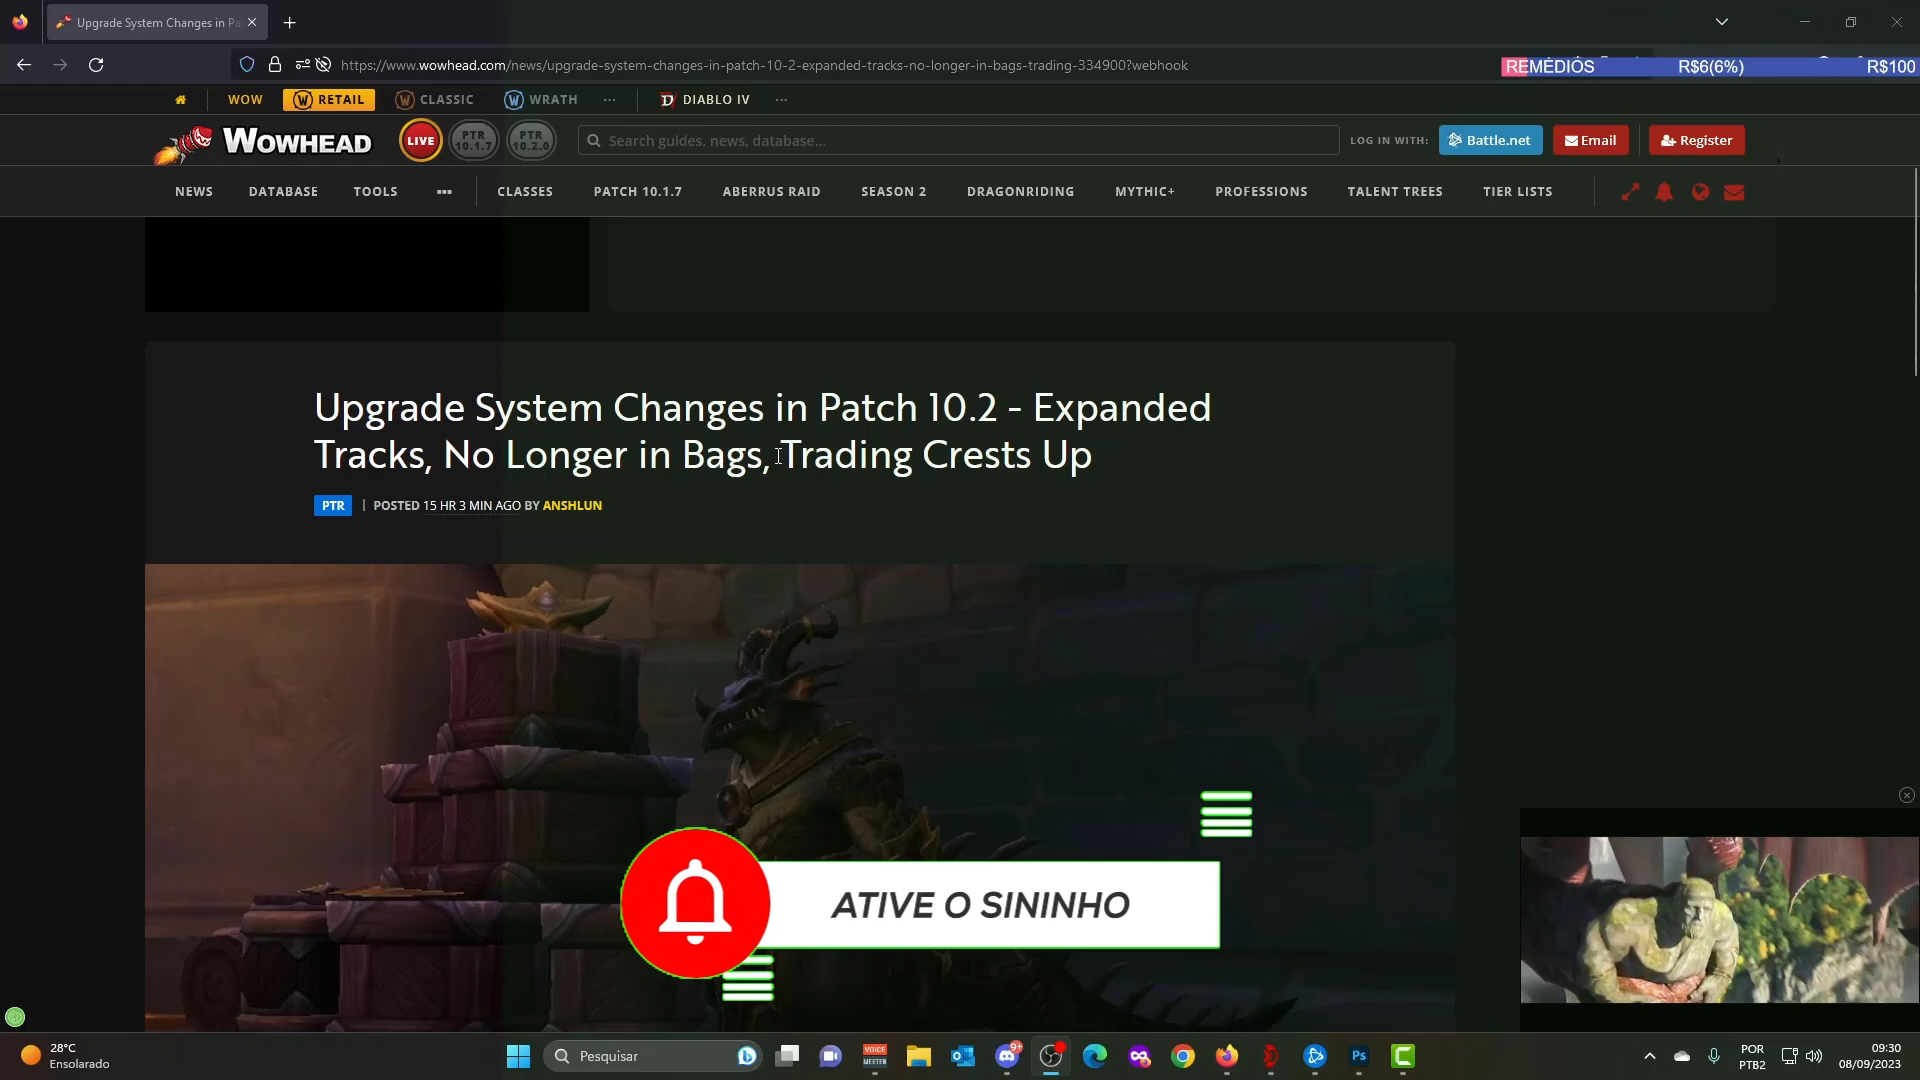 Upgrade System Changes in Pa
https://www.wowhead.com/news/upgrade-system-changes-in-patch-10-2-expanded-tracks-no-longer-in-bags-trading-334900?webhook
REMÉDIOS R$6(6%) R$100
WOW RETAIL CLASSIC WRATH ... DIABLO IV ...
WOWHEAD LIVE PTR 10.1.7 PTR 10.2.0 Search guides, news, database... LOG IN WITH: Battle.net Email Register
NEWS DATABASE TOOLS ... CLASSES PATCH 10.1.7 ABERRUS RAID SEASON 2 DRAGONRIDING MYTHIC+ PROFESSIONS TALENT TREES TIER LISTS
Upgrade System Changes in Patch 10.2 - Expanded
Tracks, No Longer in Bags, Trading Crests Up
PTR | POSTED 15 HR 3 MIN AGO BY ANSHLUN
ATIVE O SININHO
28°C
Ensolarado
Pesquisar
VOICE
MEETER
9+
Ps
POR
PTB2
09:30
08/09/2023